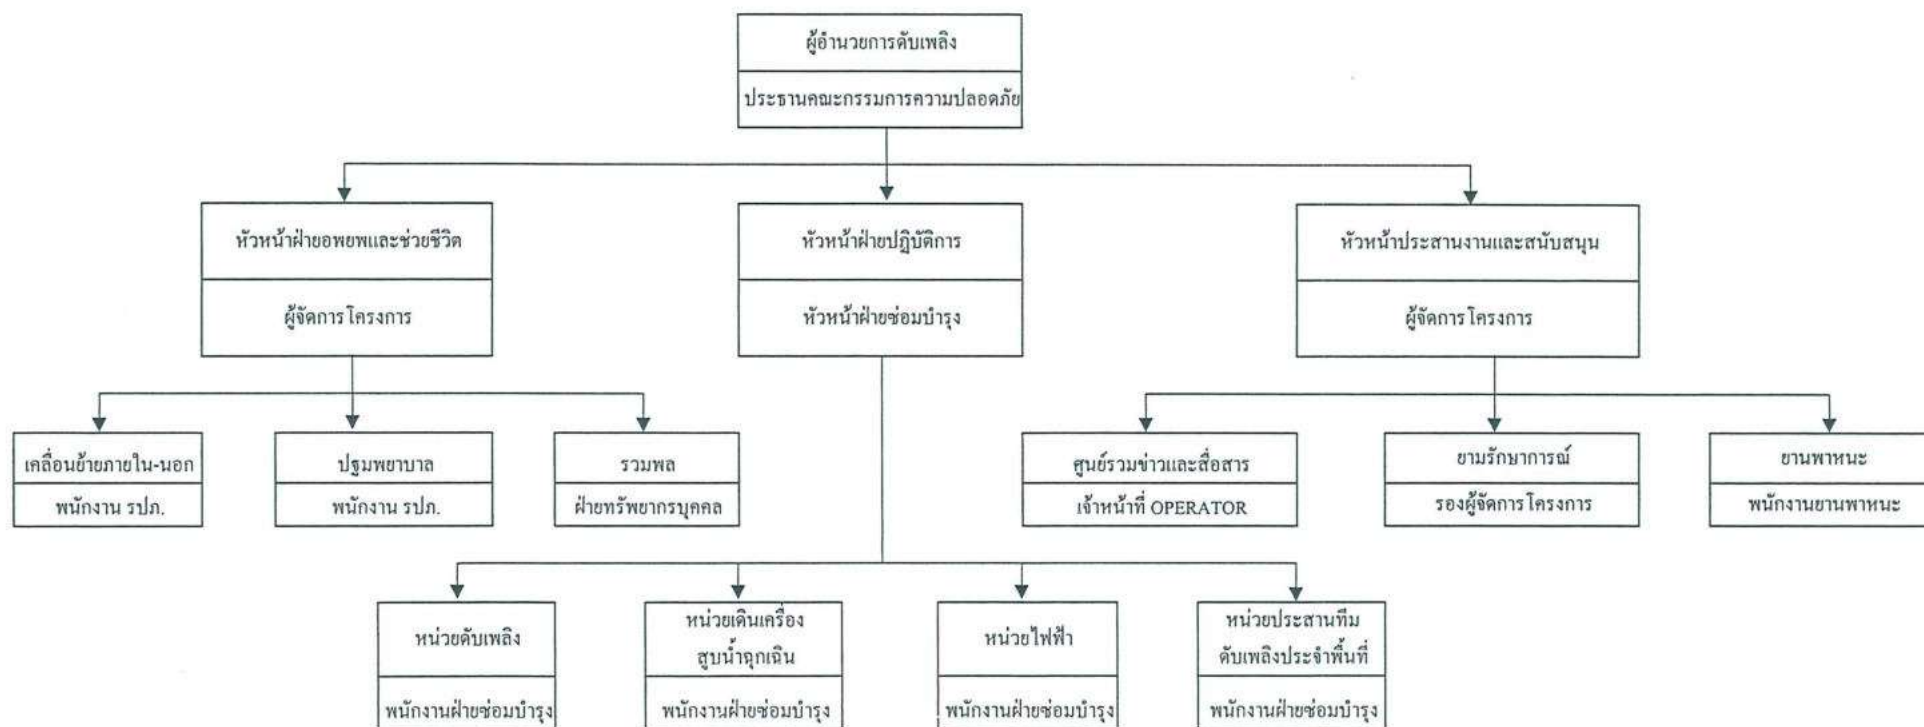 ผู้อำนวยการดับเพลิง
ประธานคณะกรรมการความปลอดภัย
หัวหน้าฝ่ายอพยพและช่วยชีวิต
ผู้จัดการโครงการ
หัวหน้าฝ่ายปฏิบัติการ
หัวหน้าฝ่ายซ่อมบำรุง
หัวหน้าประสานงานและสนับสนุน
ผู้จัดการโครงการ
เคลื่อนย้ายภายใน-นอก
พนักงาน รปภ.
ปฐมพยาบาล
พนักงาน รปภ.
รวมพล
ฝ่ายทรัพยากรบุคคล
ศูนย์รวมข่าวและสื่อสาร
เจ้าหน้าที่ OPERATOR
ยามรักษาการณ์
รองผู้จัดการโครงการ
ยานพาหนะ
พนักงานยานพาหนะ
หน่วยดับเพลิง
พนักงานฝ่ายซ่อมบำรุง
หน่วยเดินเครื่อง
สูบน้ำฉุกเฉิน
พนักงานฝ่ายซ่อมบำรุง
หน่วยไฟฟ้า
พนักงานฝ่ายซ่อมบำรุง
หน่วยประสานทีม
ดับเพลิงประจำพื้นที่
พนักงานฝ่ายซ่อมบำรุง